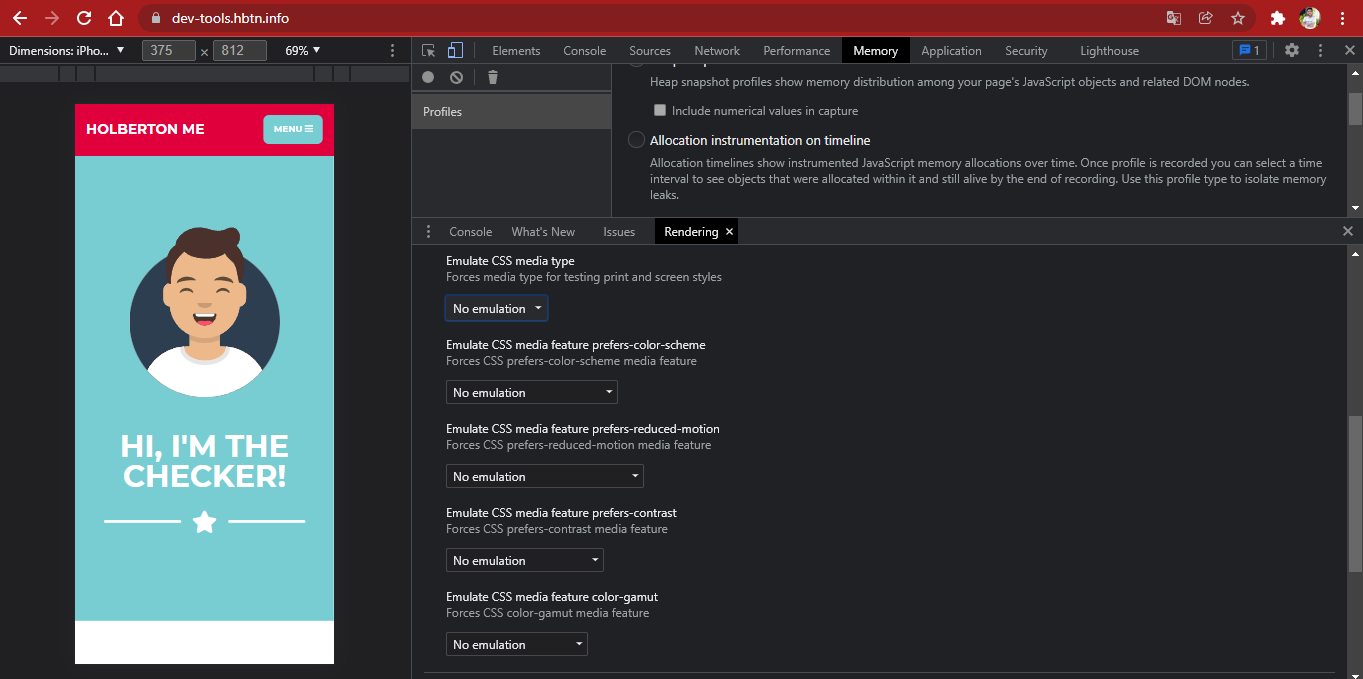 dev-tools.hbtn.info
Dimensions: iPho... 375 × 812 69%
Elements Console Sources Network Performance Memory Application Security Lighthouse 1
Profiles
Heap snapshot profiles show memory distribution among your page's JavaScript objects and related DOM nodes.
Include numerical values in capture
Allocation instrumentation on timeline
Allocation timelines show instrumented JavaScript memory allocations over time. Once profile is recorded you can select a time
interval to see objects that were allocated within it and still alive by the end of recording. Use this profile type to isolate memory
leaks.
HOLBERTON ME
MENU
HI, I'M THE
CHECKER!
Console What's New Issues Rendering
Emulate CSS media type
Forces media type for testing print and screen styles
No emulation
Emulate CSS media feature prefers-color-scheme
Forces CSS prefers-color-scheme media feature
No emulation
Emulate CSS media feature prefers-reduced-motion
Forces CSS prefers-reduced-motion media feature
No emulation
Emulate CSS media feature prefers-contrast
Forces CSS prefers-contrast media feature
No emulation
Emulate CSS media feature color-gamut
Forces CSS color-gamut media feature
No emulation